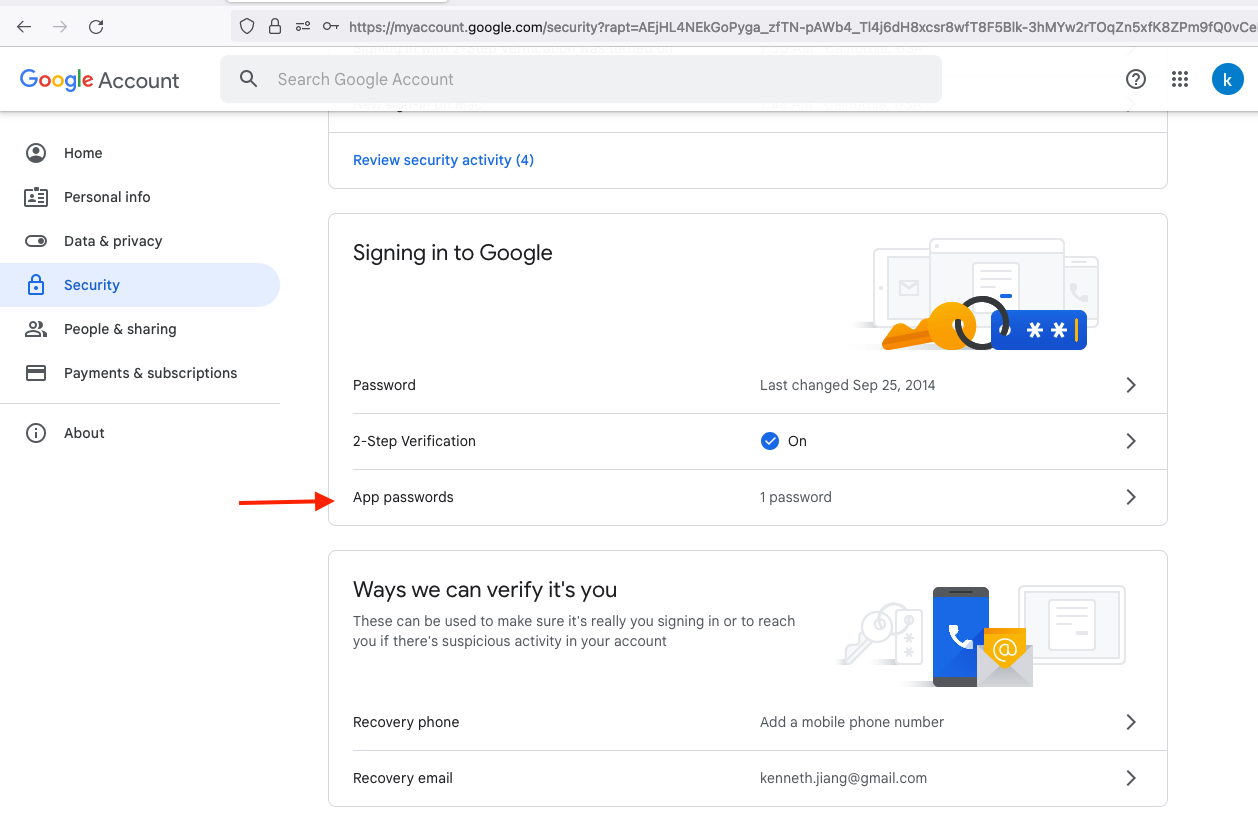 https://myaccount.google.com/security?rapt=AEjHL4NEkGoPyga_zfTN-pAWb4_Tl4j6dH8xcsr8wfT8F5Blk-3hMYw2rTOqZn5xfK8ZPm9fQ0vCe
Google Account
Search Google Account
k
Home
Personal info
Data & privacy
Security
People & sharing
Payments & subscriptions
About
Review security activity (4)
Signing in to Google
* *
Password
Last changed Sep 25, 2014
2-Step Verification
On
App passwords
1 password
Ways we can verify it's you
These can be used to make sure it's really you signing in or to reach
you if there's suspicious activity in your account
* *
@
Recovery phone
Add a mobile phone number
Recovery email
kenneth.jiang@gmail.com